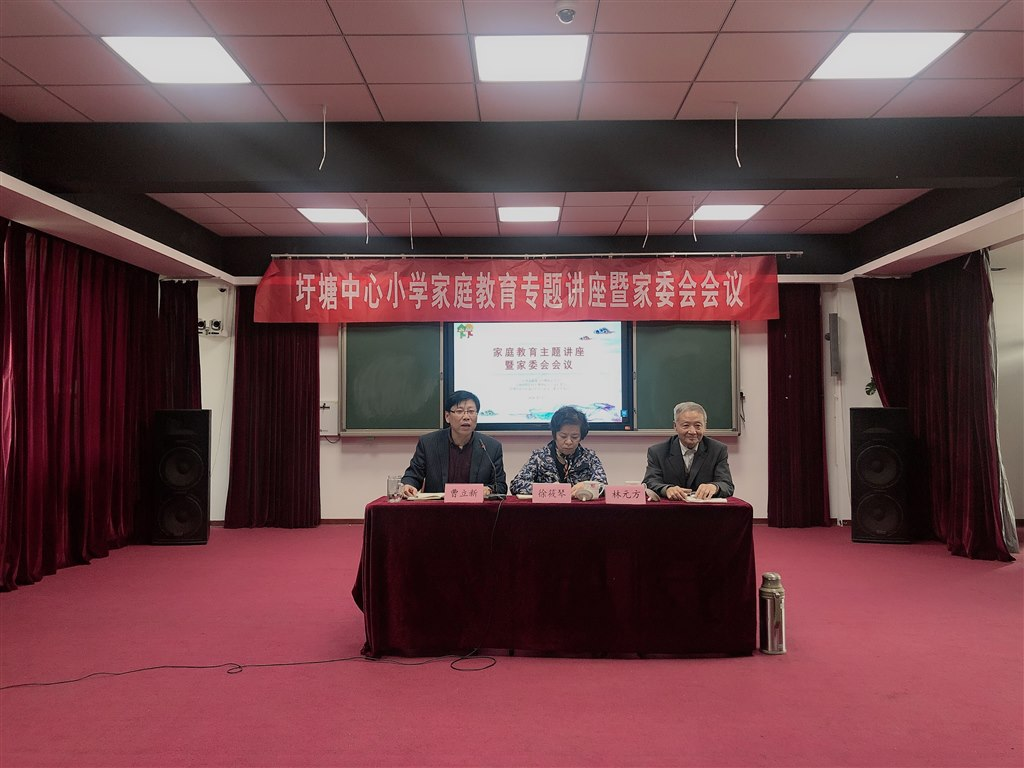 圩塘中心小学家庭教育专题讲座暨家委会会议
家庭教育主题讲座
暨家委会会议
曹立新
徐筱琴
林元方